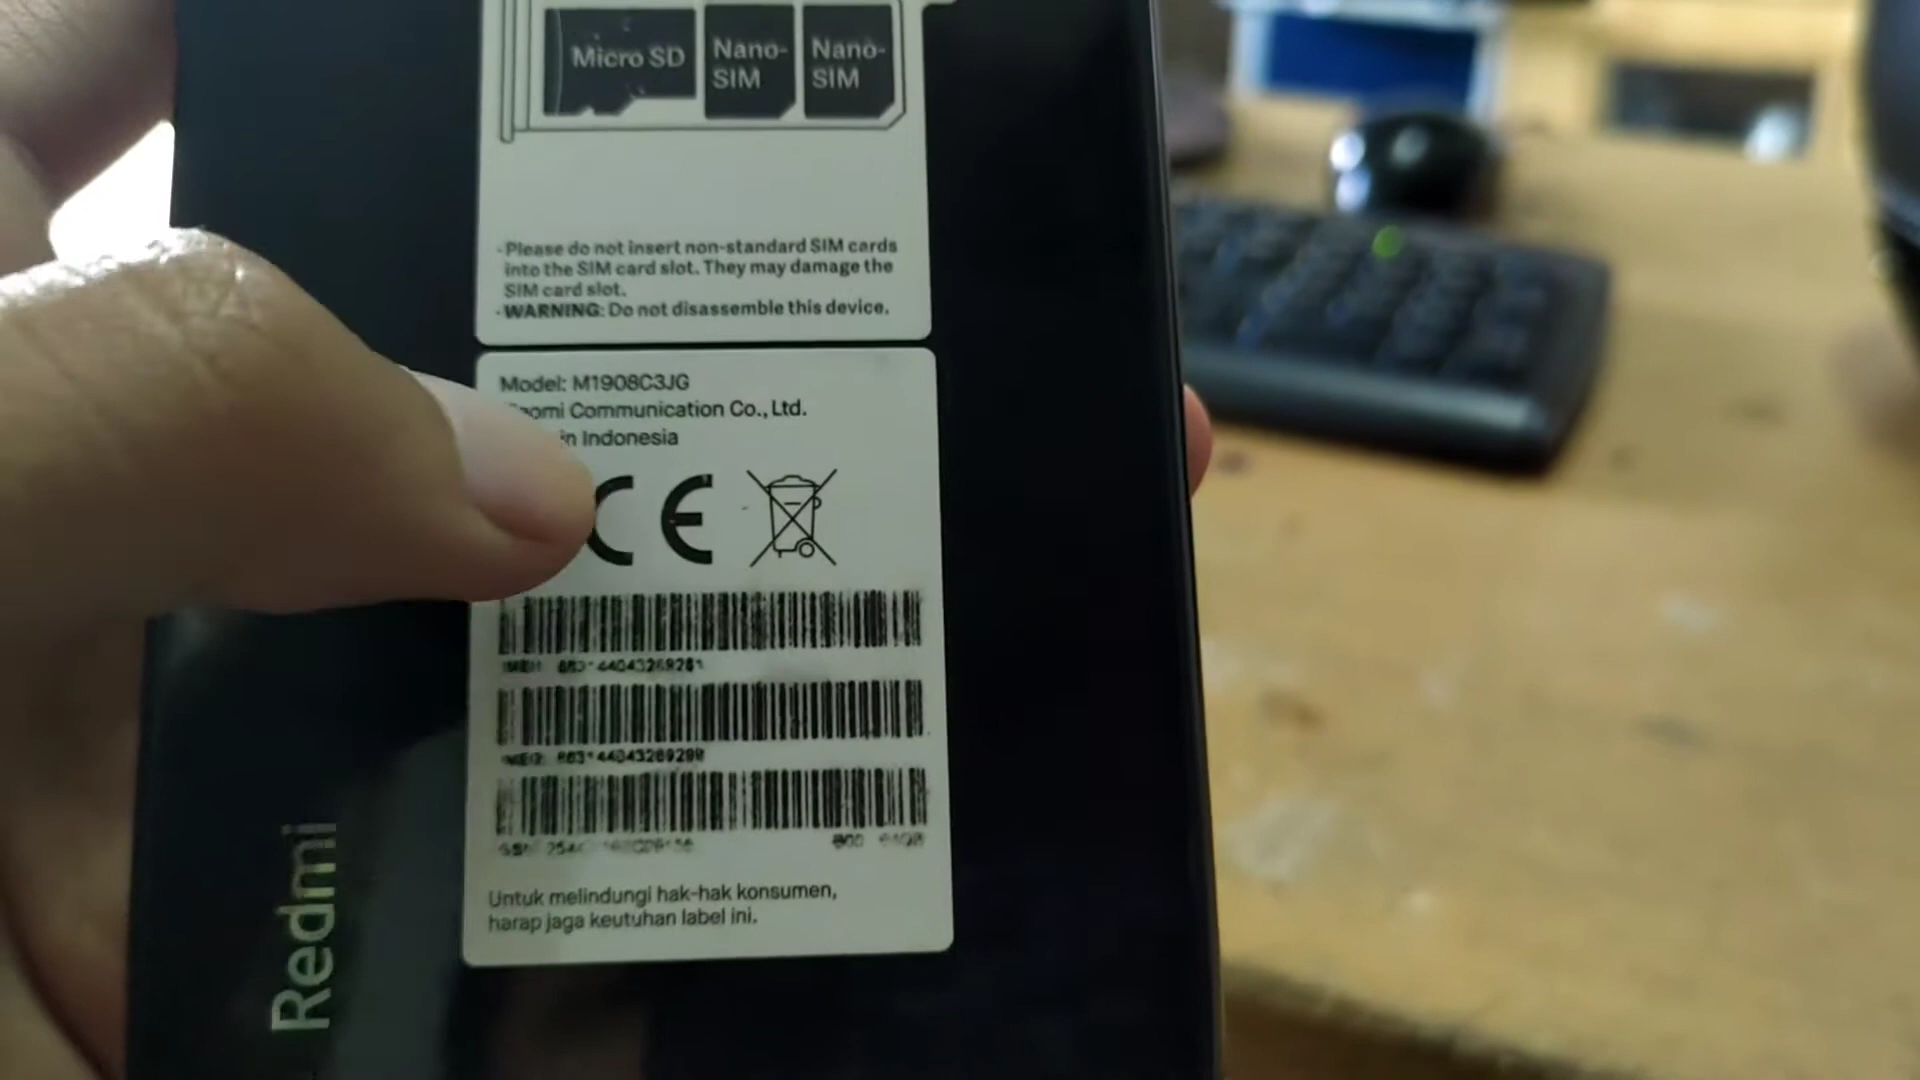 Micro SD
Nano-
SIM
Nano-
SIM
- Please do not insert non-standard SIM cards
into the SIM card slot. They may damage the
SIM card slot.
- WARNING: Do not disassemble this device.
Model: M1908C3JG
Communication Co., Ltd.
in Indonesia
CE
Untuk melindungi hak-hak konsumen,
harap jaga keutuhan label ini.
Redmi